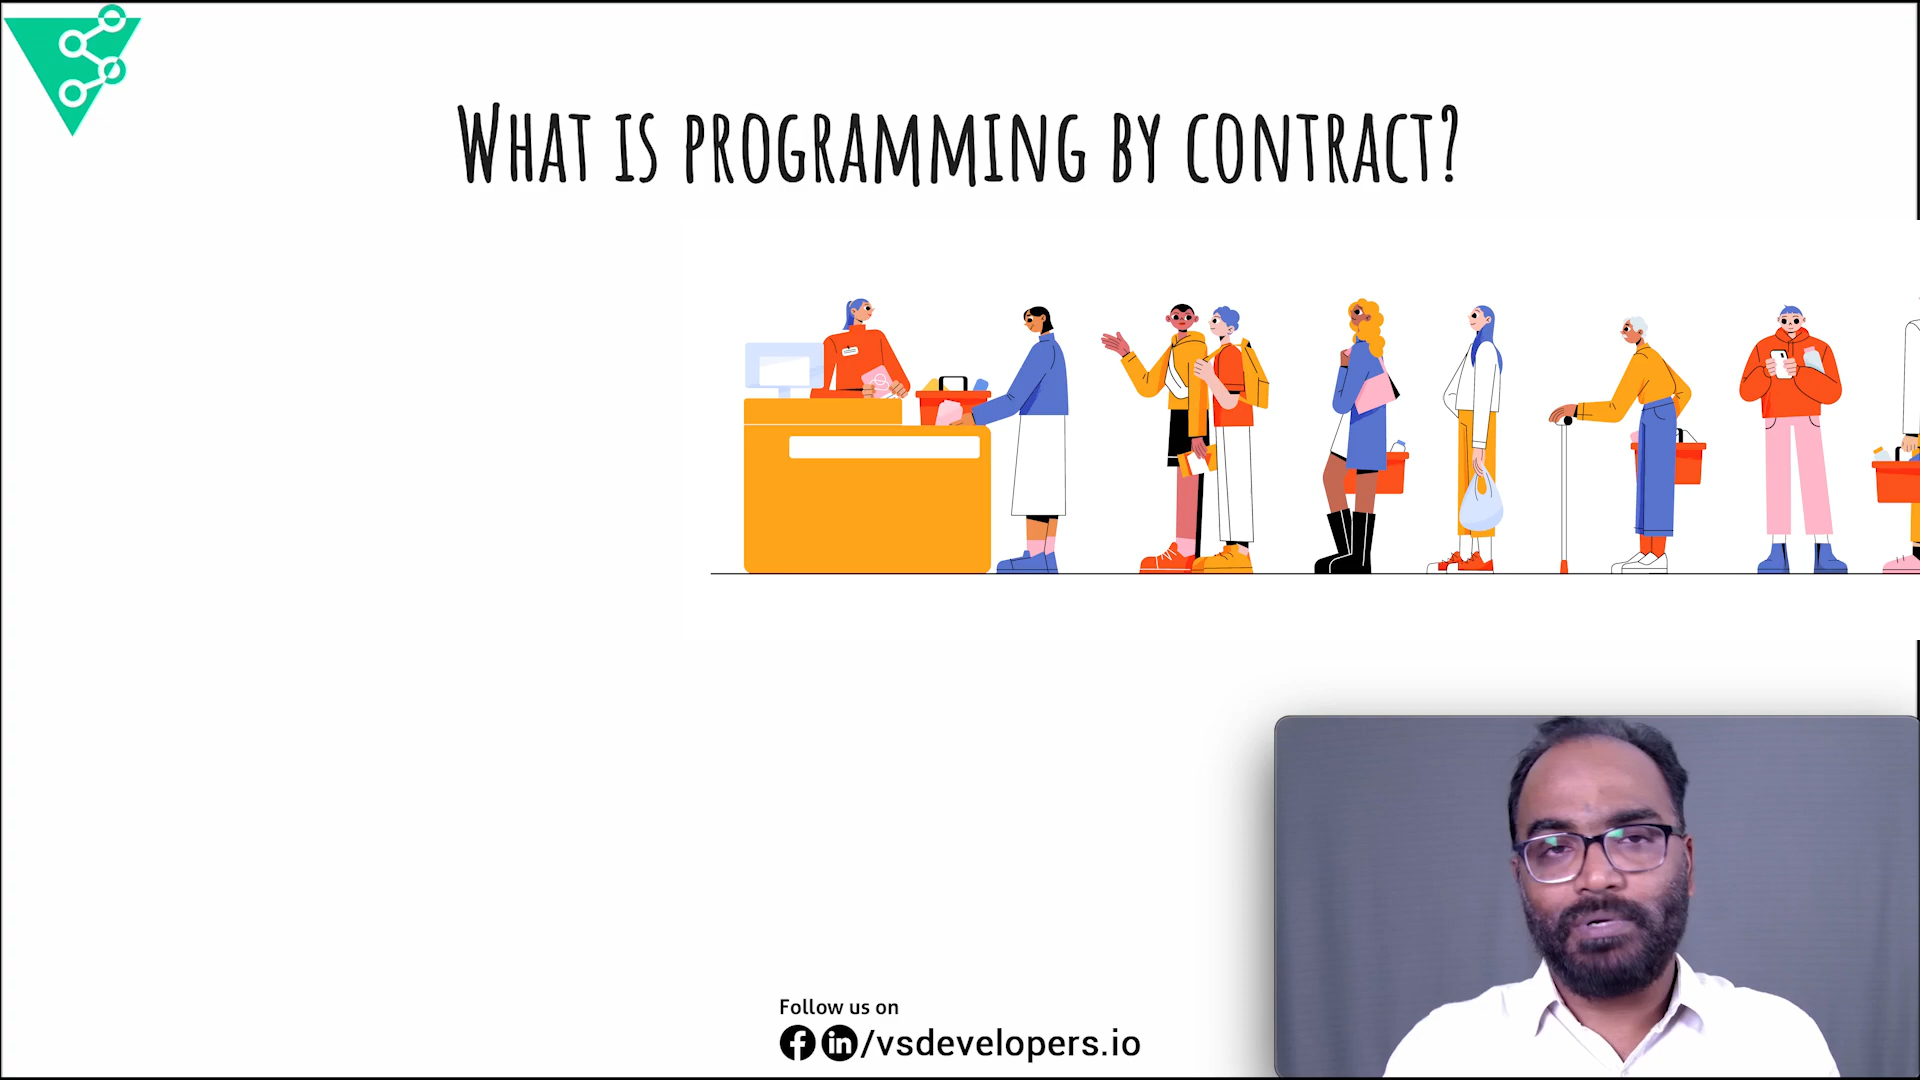 What is programming by contract?
Follow us on
/vsdevelopers.io